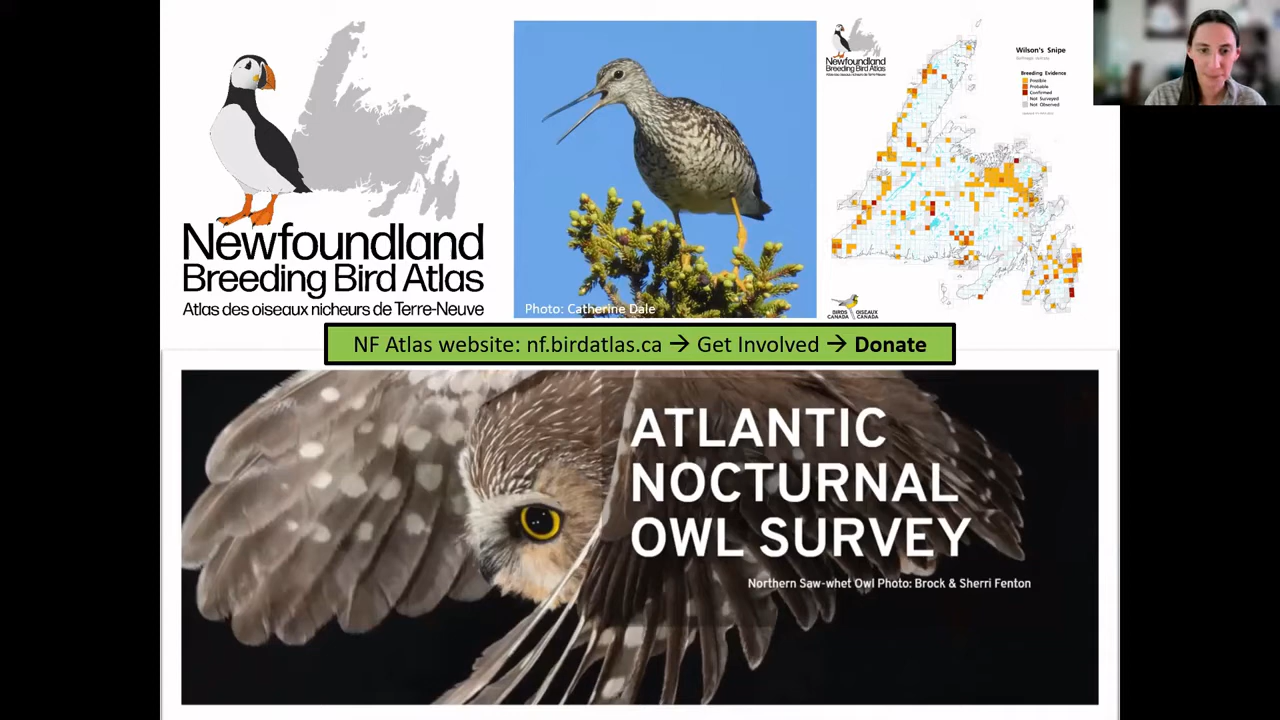 Newfoundland
Breeding Bird Atlas
Atlas des oiseaux nicheurs de Terre-Neuve
Photo: Catherine Dale
Newfoundland
Breeding Bird Atlas
Wilson's Snipe
Breeding Evidence
Possible
Probable
Confirmed
Not Surveyed
Not Observed
BIRDS CANADA
OISEAUX CANADA
NF Atlas website: nf.birdatlas.ca → Get Involved → Donate
ATLANTIC
NOCTURNAL
OWL SURVEY
Northern Saw-whet Owl Photo: Brock & Sherri Fenton